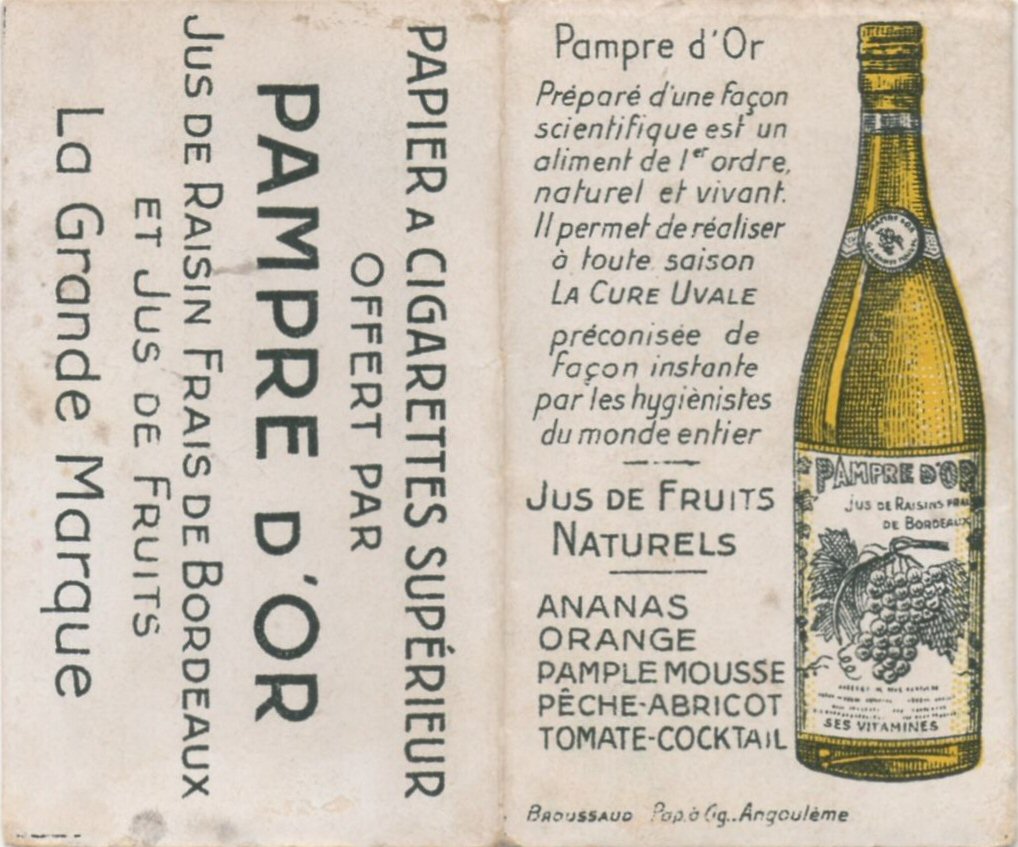 PAPIER A CIGARETTES SUPÉRIEUR
OFFERT PAR
PAMPRE D'OR
JUS DE RAISIN FRAIS DE BORDEAUX
ET JUS DE FRUITS
La Grande Marque
Pampre d'Or
Préparé d'une façon
scientifique est un
aliment de 1er ordre,
naturel et vivant.
Il permet de réaliser
à toute saison
LA CURE UVALE
préconisée de
façon instante
par les hygiènistes
du monde entier
JUS DE FRUITS
NATURELS
ANANAS
ORANGE
PAMPLEMOUSSE
PÊCHE-ABRICOT
TOMATE-COCKTAIL
PAMPRE D'OR
JUS DE RAISINS FRAI
DE BORDEAUX
SES VITAMINES
BROUSSAUD Pap. à Cig.. Angoulème